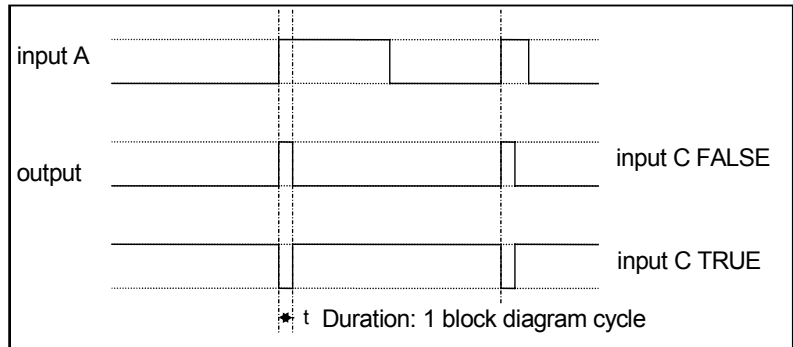 input A
input C FALSE
output
input C TRUE
t Duration: 1 block diagram cycle